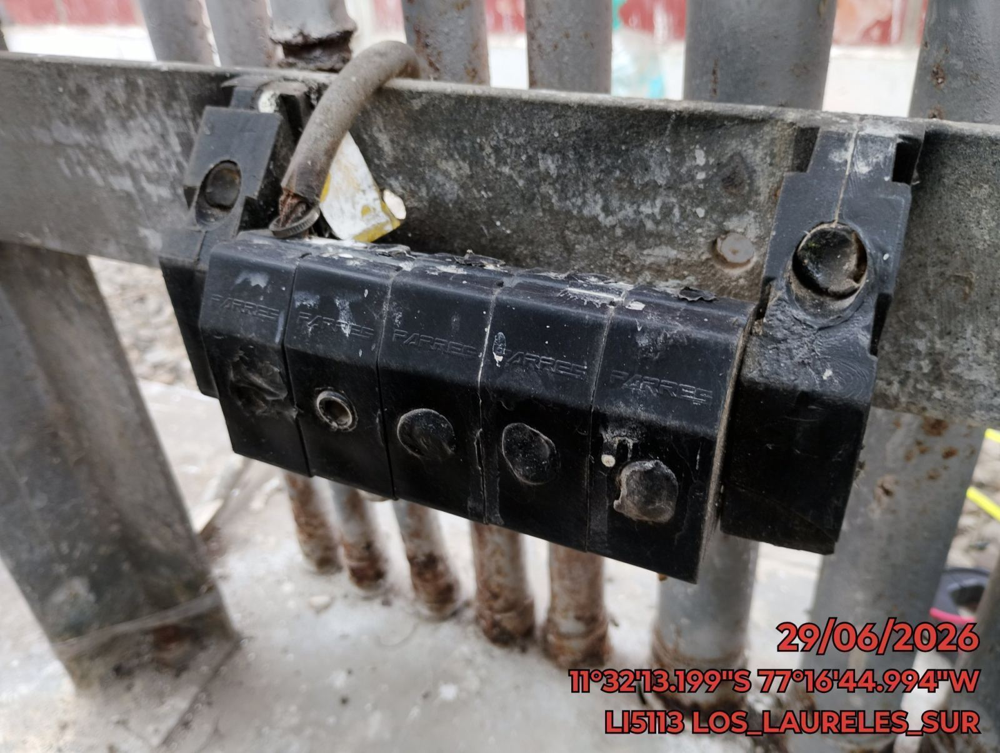 PARRES
PARRES
PARRES
PARRES
PARRES
29/06/2026
11°32'13.199"S 77°16'44.994"W
LI5113 LOS_LAURELES_SUR